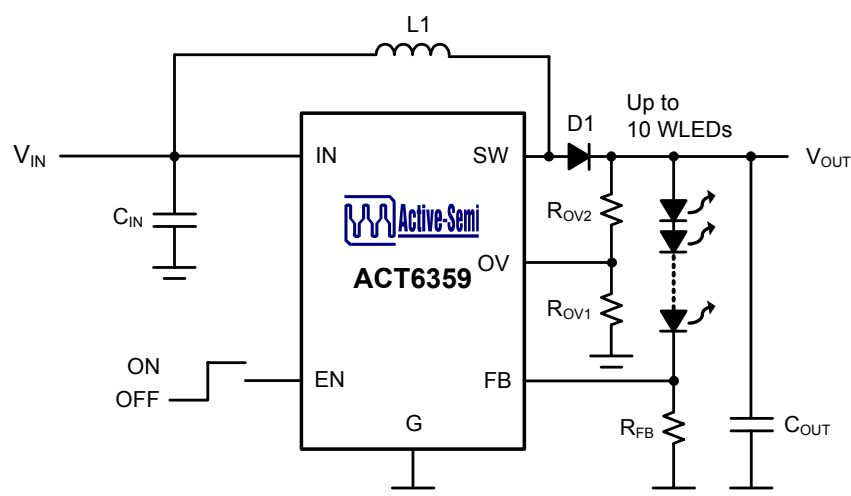 L1
Up to
10 WLEDs
D1
VIN
IN
SW
VOUT
CIN
Active-Semi
ROV2
OV
ACT6359
ROV1
ON
OFF
EN
FB
G
RFB
COUT